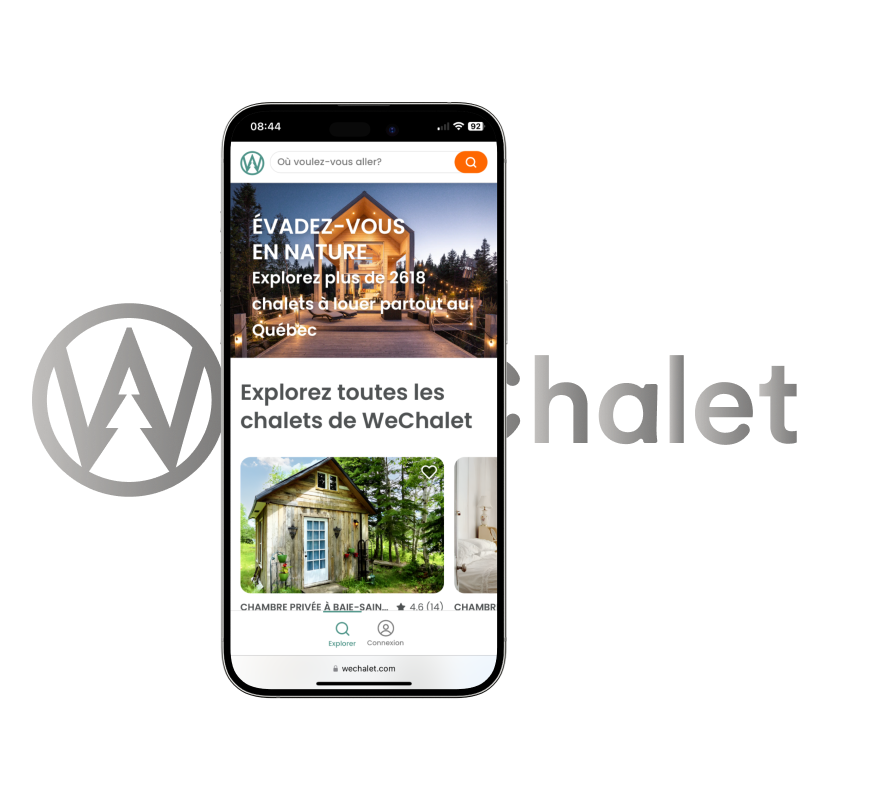 08:44
92
Où voulez-vous aller?
ÉVADEZ-VOUS
EN NATURE
Explorez plus de 2618
chalets à louer partout au
Québec
Chalet
Explorez toutes les
chalets de WeChalet
CHAMBRE PRIVÉE À BAIE-SAIN... ★ 4.6 (14)
CHAMBR
Explorer
Connexion
wechalet.com